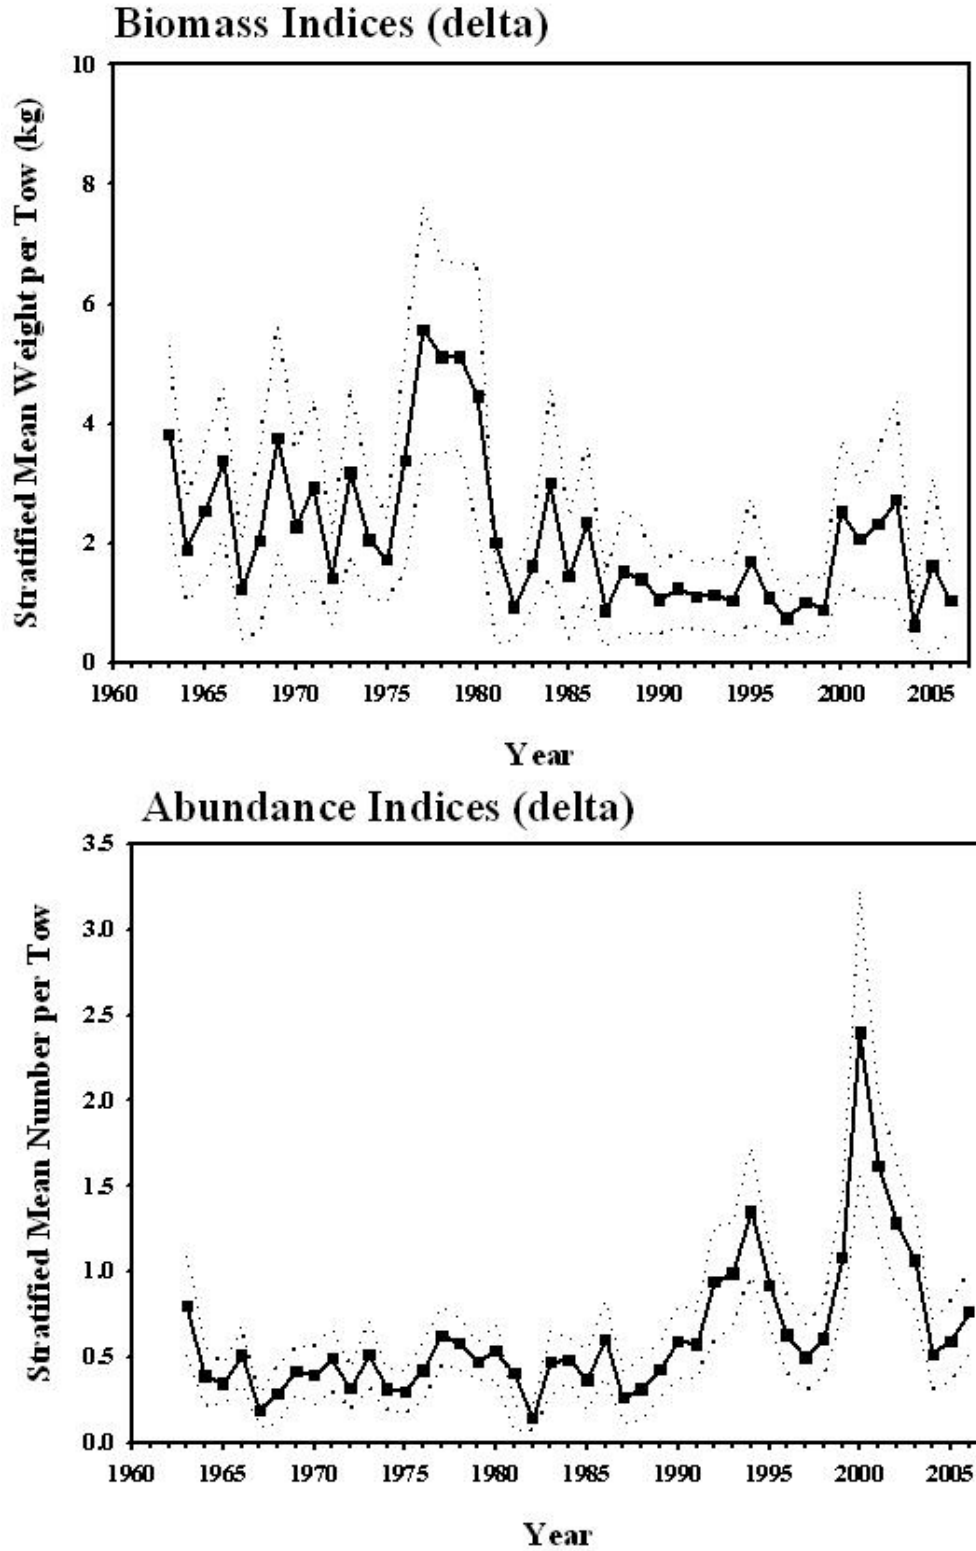 Biomass Indices (delta)
Stratified Mean Weight per Tow (kg)
10
8
6
4
2
0
1960 1965 1970 1975 1980 1985 1990 1995 2000 2005
Year
Abundance Indices (delta)
Stratified Mean Number per Tow
3.5
3.0
2.5
2.0
1.5
1.0
0.5
0.0
1960 1965 1970 1975 1980 1985 1990 1995 2000 2005
Year